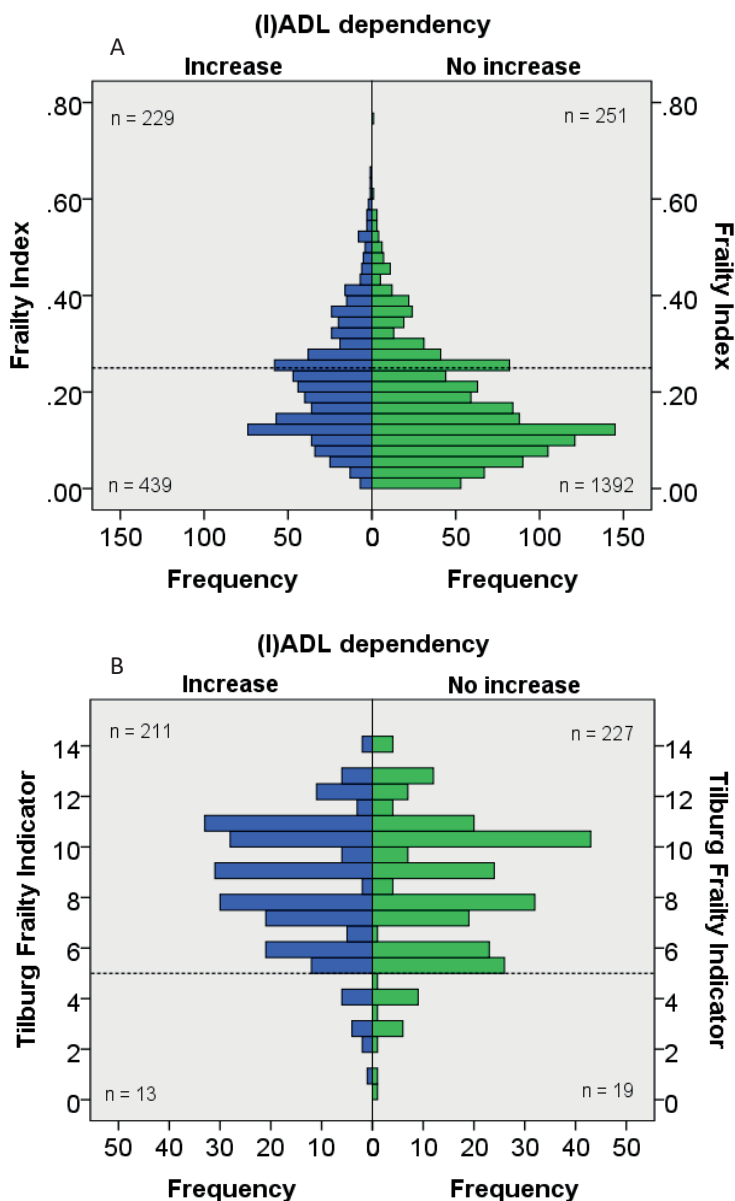 (I)ADL dependency
A
Increase No increase
.80 .80
n = 229 n = 251
.60 .60
Frailty Index Frailty Index
.40 .40
.20 .20
n = 439 n = 1392
.00 .00
150 100 50 0 0 50 100 150
Frequency Frequency
(I)ADL dependency
B
Increase No increase
n = 211 n = 227
14 14
12 12
Tilburg Frailty Indicator Tilburg Frailty Indicator
10 10
8 8
6 6
4 4
2 2
n = 13 n = 19
0 0
50 40 30 20 10 0 0 10 20 30 40 50
Frequency Frequency